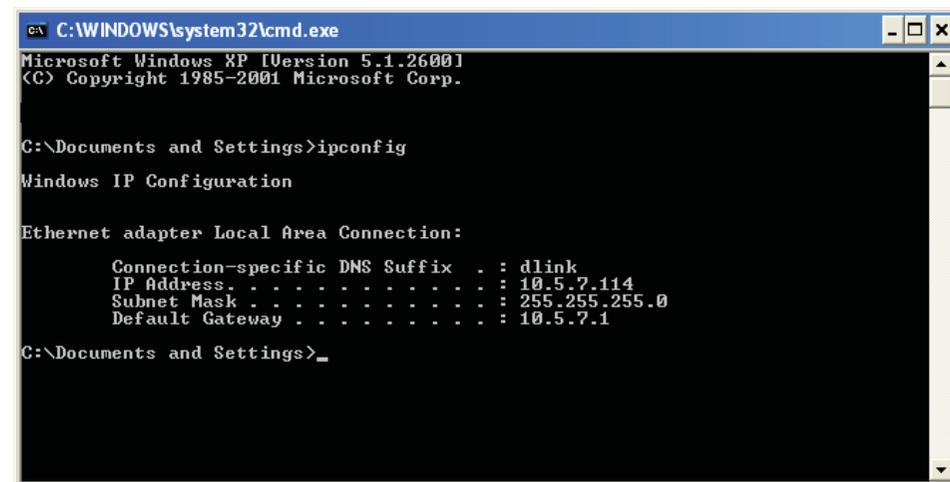 C:\WINDOWS\system32\cmd.exe
Microsoft Windows XP [Version 5.1.2600]
(C) Copyright 1985-2001 Microsoft Corp.
C:\Documents and Settings>ipconfig
Windows IP Configuration
Ethernet adapter Local Area Connection:
Connection-specific DNS Suffix . : dlink
IP Address. . . . . . . . . . . . : 10.5.7.114
Subnet Mask . . . . . . . . . . . : 255.255.255.0
Default Gateway . . . . . . . . . : 10.5.7.1
C:\Documents and Settings>_